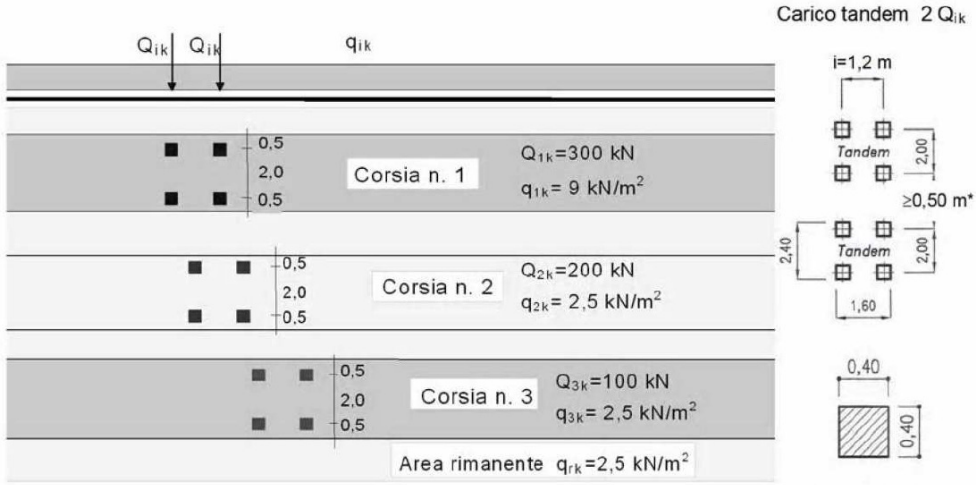 Carico tandem 2 Qik
Qik Qik qik
i=1,2 m
0,5
2,0
0,5
Corsia n. 1
Q1k=300 kN
q1k= 9 kN/m²
Tandem
2,00
≥0,50 m*
0,5
2,0
0,5
Corsia n. 2
Q2k=200 kN
q2k= 2,5 kN/m²
2,40
Tandem
2,00
1,60
0,5
2,0
0,5
Corsia n. 3
Q3k=100 kN
q3k= 2,5 kN/m²
0,40
0,40
Area rimanente qrk=2,5 kN/m²